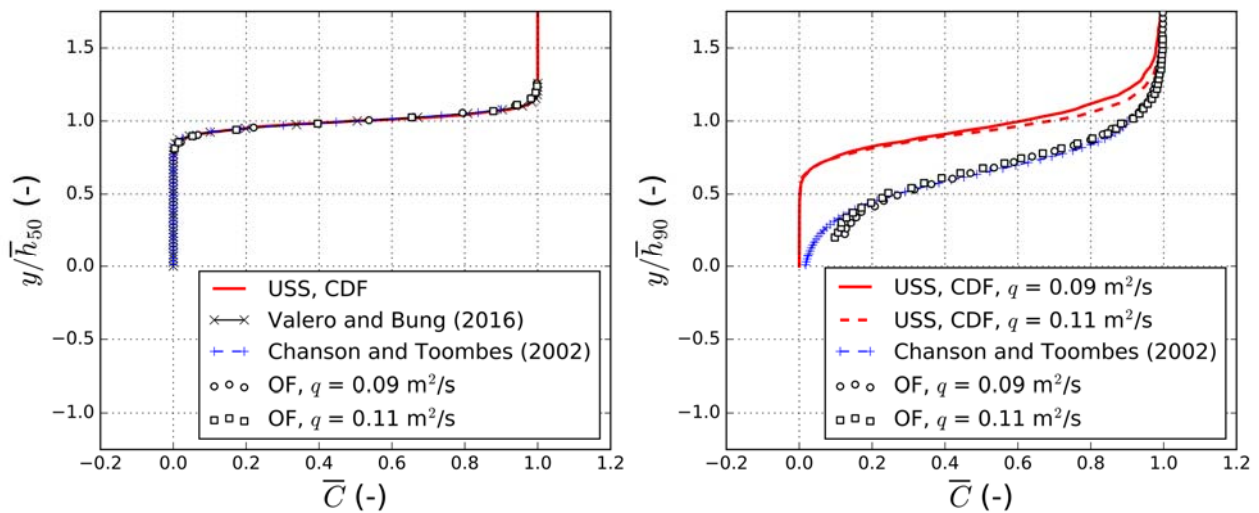 1.5
1.0
0.5
0.0
−0.5
−1.0
y/h̅₅₀ (-)
USS, CDF
Valero and Bung (2016)
Chanson and Toombes (2002)
OF, q = 0.09 m²/s
OF, q = 0.11 m²/s
−0.2 0.0 0.2 0.4 0.6 0.8 1.0 1.2
C̅ (-)
1.5
1.0
0.5
0.0
−0.5
−1.0
y/h̅₉₀ (-)
USS, CDF, q = 0.09 m²/s
USS, CDF, q = 0.11 m²/s
Chanson and Toombes (2002)
OF, q = 0.09 m²/s
OF, q = 0.11 m²/s
−0.2 0.0 0.2 0.4 0.6 0.8 1.0 1.2
C̅ (-)